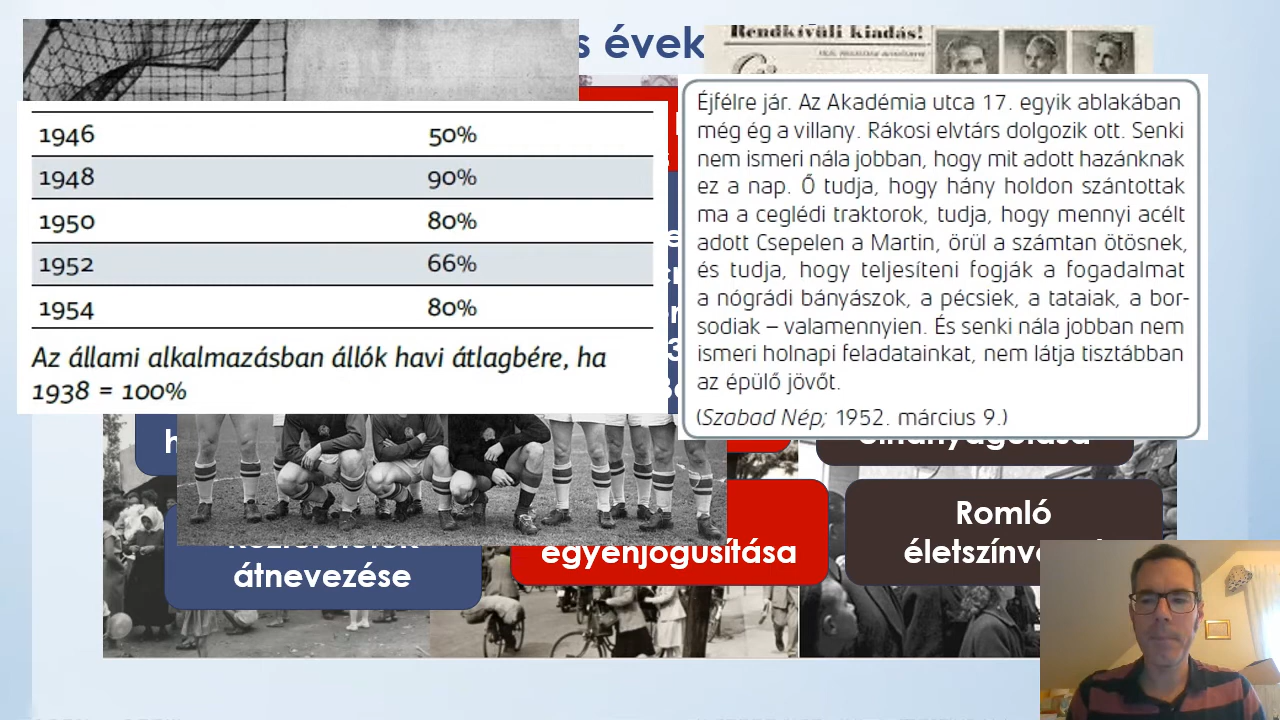 s évek
Rendkívüli kiadás!
1946 50%
1948 90%
1950 80%
1952 66%
1954 80%
Az állami alkalmazásban állók havi átlagbére, ha
1938 = 100%
Éjfélre jár. Az Akadémia utca 17. egyik ablakában
még ég a villany. Rákosi elvtárs dolgozik ott. Senki
nem ismeri nála jobban, hogy mit adott hazánknak
ez a nap. Ő tudja, hogy hány holdon szántottak
ma a ceglédi traktorok, tudja, hogy mennyi acélt
adott Csepelen a Martin, örül a számtan ötösnek,
és tudja, hogy teljesíteni fogják a fogadalmat
a nógrádi bányászok, a pécsiek, a tataiak, a bor-
sodiak – valamennyien. És senki nála jobban nem
ismeri holnapi feladatainkat, nem látja tisztábban
az épülő jövőt.
(Szabad Nép; 1952. március 9.)
átnevezése
egyenjogúsítása
Romló